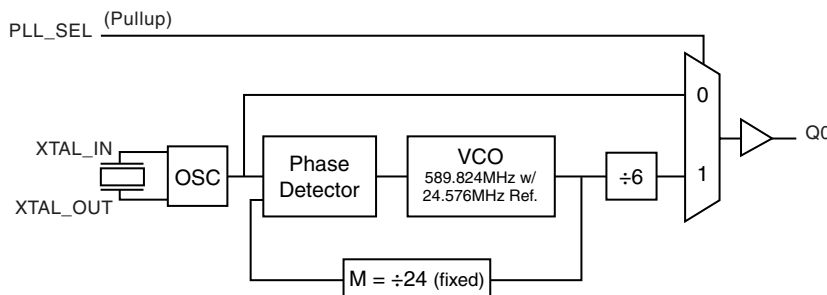 PLL_SEL (Pullup)
0
Q0
XTAL_IN
OSC
XTAL_OUT
Phase
Detector
VCO
589.824MHz w/
24.576MHz Ref.
÷6
1
M = ÷24 (fixed)